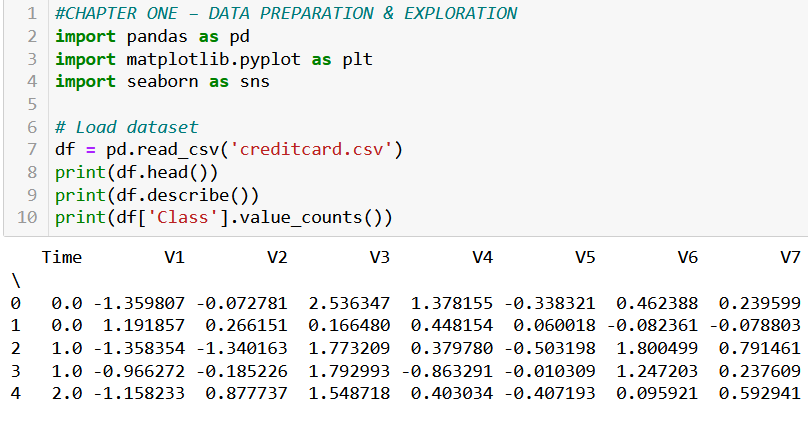 1 #CHAPTER ONE – DATA PREPARATION & EXPLORATION
2 import pandas as pd
3 import matplotlib.pyplot as plt
4 import seaborn as sns
5
6 # Load dataset
7 df = pd.read_csv('creditcard.csv')
8 print(df.head())
9 print(df.describe())
10 print(df['Class'].value_counts())
Time V1 V2 V3 V4 V5 V6 V7
\
0 0.0 -1.359807 -0.072781 2.536347 1.378155 -0.338321 0.462388 0.239599
1 0.0 1.191857 0.266151 0.166480 0.448154 0.060018 -0.082361 -0.078803
2 1.0 -1.358354 -1.340163 1.773209 0.379780 -0.503198 1.800499 0.791461
3 1.0 -0.966272 -0.185226 1.792993 -0.863291 -0.010309 1.247203 0.237609
4 2.0 -1.158233 0.877737 1.548718 0.403034 -0.407193 0.095921 0.592941